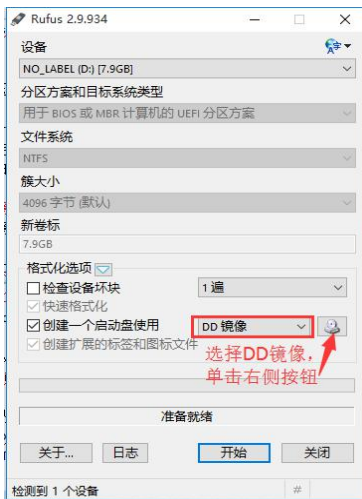 Rufus 2.9.934
设备
NO_LABEL (D:) [7.9GB]
分区方案和目标系统类型
用于 BIOS 或 MBR 计算机的 UEFI 分区方案
文件系统
NTFS
簇大小
4096 字节 (默认)
新卷标
7.9GB
格式化选项
检查设备坏块 1 遍
快速格式化
创建一个启动盘使用 DD 镜像
创建扩展的标签和图标文件
选择DD镜像，
单击右侧按钮
准备就绪
关于... 日志 开始 关闭
检测到 1 个设备 #